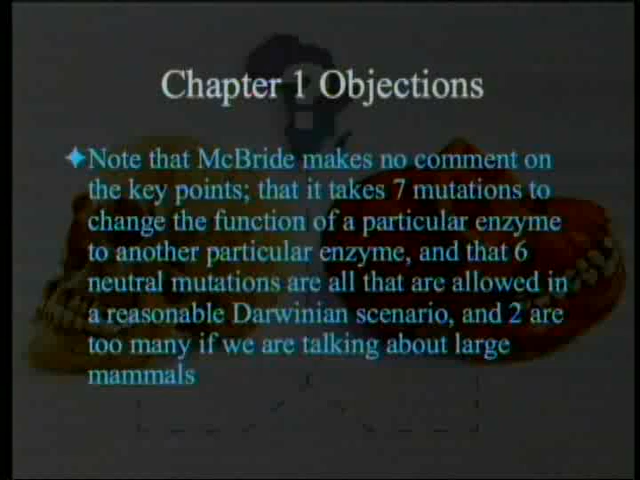 Chapter 1 Objections
Note that McBride makes no comment on
the key points; that it takes 7 mutations to
change the function of a particular enzyme
to another particular enzyme, and that 6
neutral mutations are all that are allowed in
a reasonable Darwinian scenario, and 2 are
too many if we are talking about large
mammals